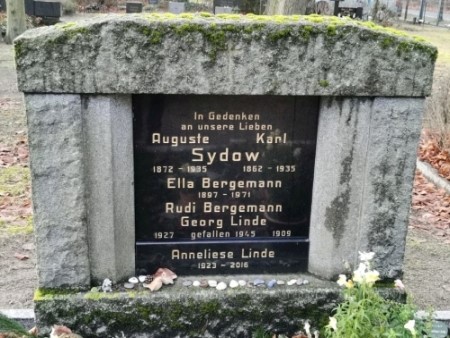 In Gedenken
an unsere Lieben
Auguste Karl
Sydow
1872 - 1935 1862 - 1935
Ella Bergemann
1897 - 1971
Rudi Bergemann
Georg Linde
1927 gefallen 1945 1909
Anneliese Linde
1923 - 2016